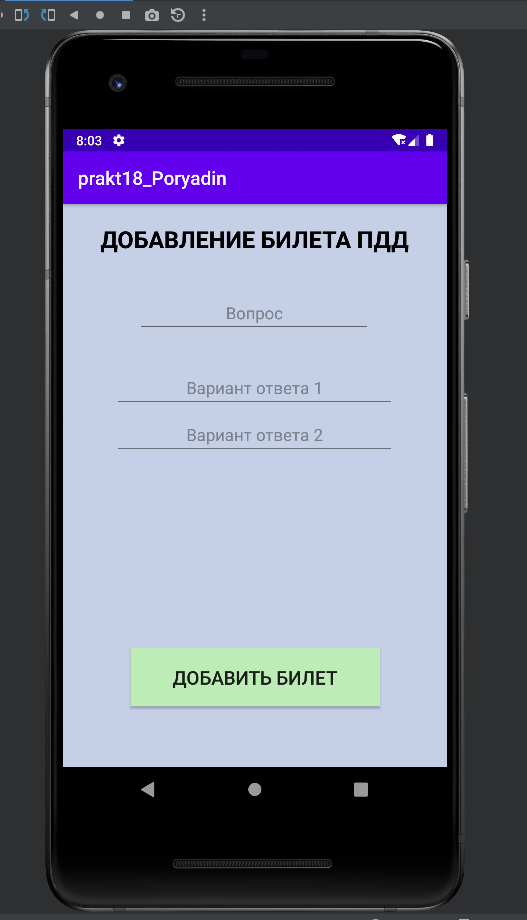 8:03
prakt18_Poryadin
ДОБАВЛЕНИЕ БИЛЕТА ПДД
Вопрос
Вариант ответа 1
Вариант ответа 2
ДОБАВИТЬ БИЛЕТ